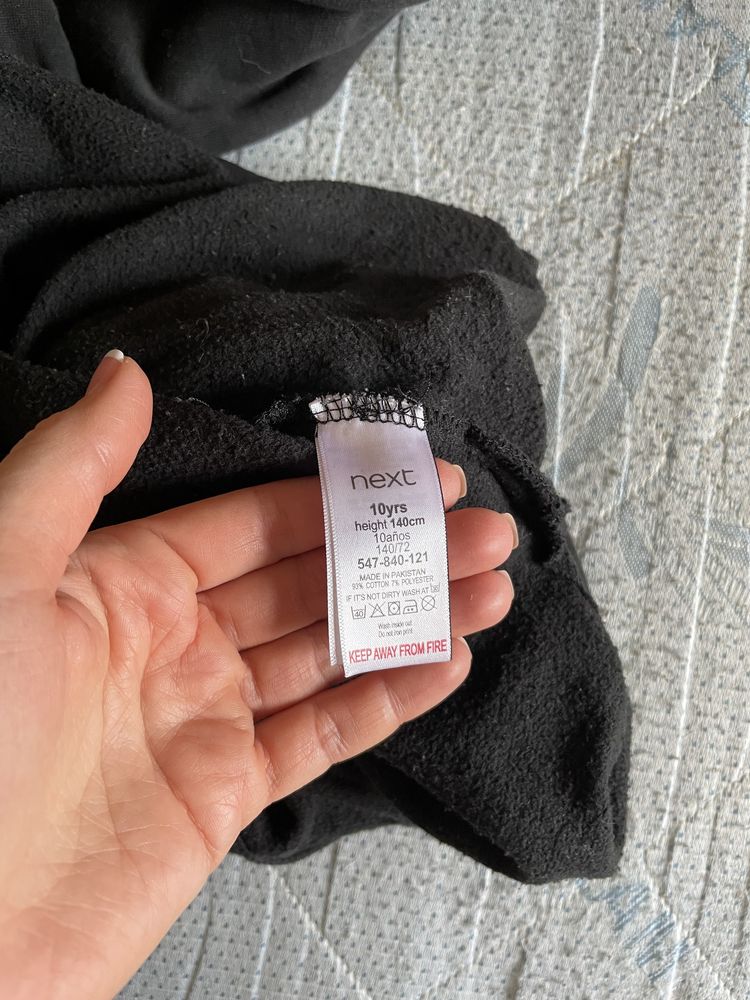 next
10yrs
height 140cm
10años
140/72
547-840-121
MADE IN PAKISTAN
93% COTTON 7% POLYESTER
IF IT'S NOT DIRTY WASH AT
40
Wash inside out
Do not iron print
KEEP AWAY FROM FIRE